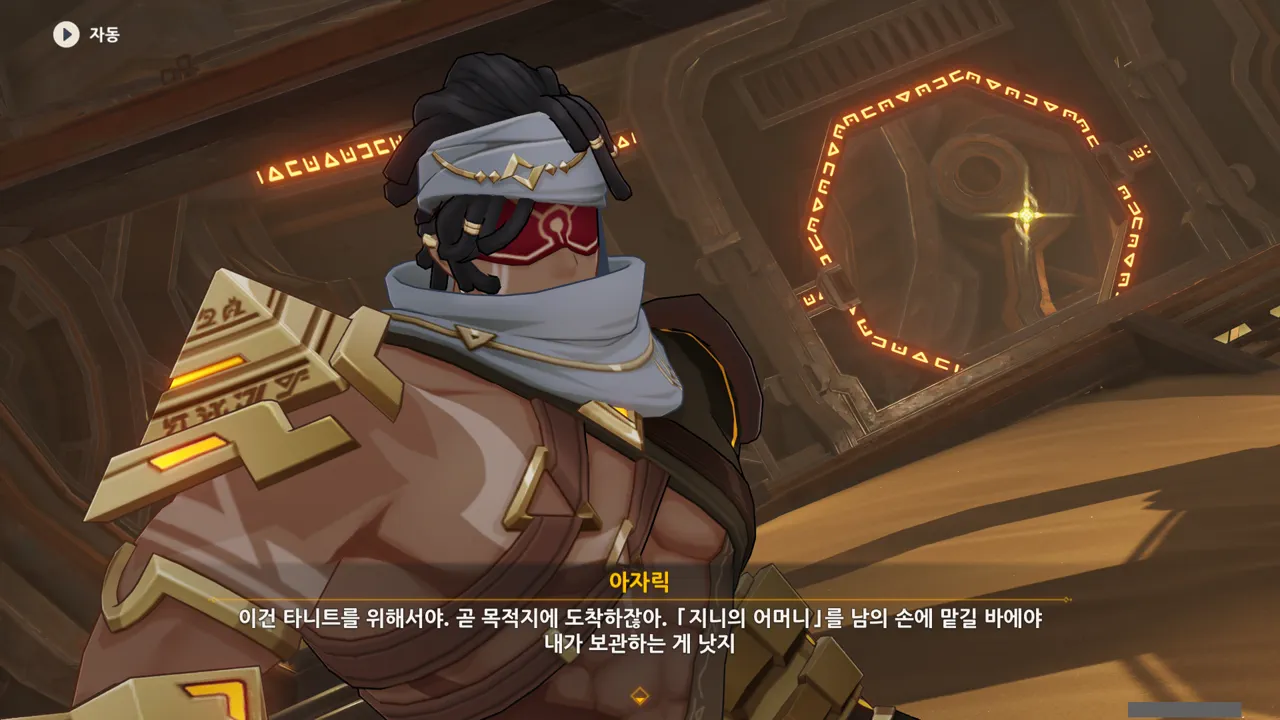 자동
아자릭
이건 타니트를 위해서야. 곧 목적지에 도착하잖아. 「지니의 어머니」를 남의 손에 맡길 바에야
내가 보관하는 게 낫지